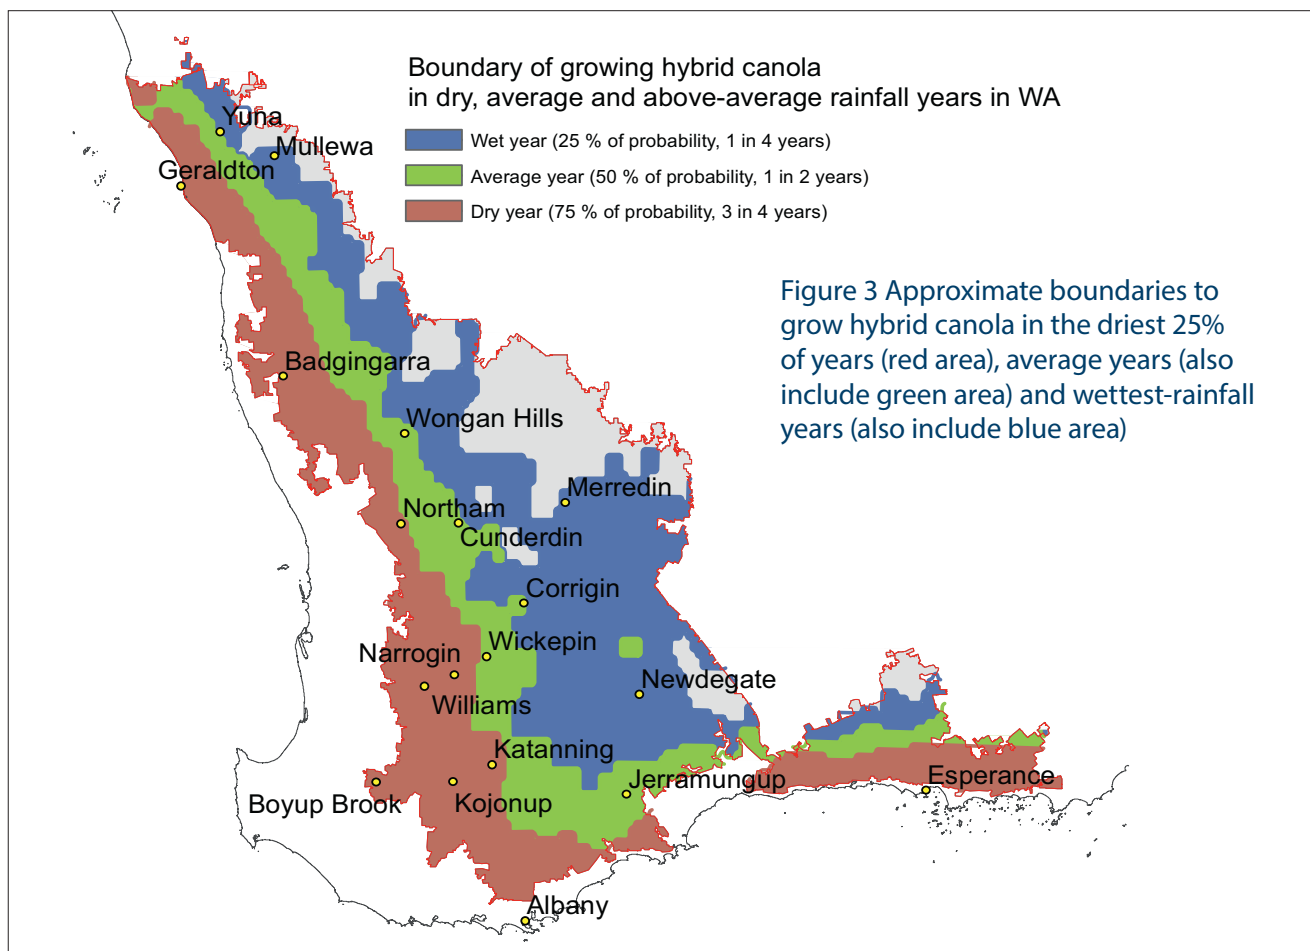 Boundary of growing hybrid canola
in dry, average and above-average rainfall years in WA
Wet year (25 % of probability, 1 in 4 years)
Average year (50 % of probability, 1 in 2 years)
Dry year (75 % of probability, 3 in 4 years)
Figure 3 Approximate boundaries to
grow hybrid canola in the driest 25%
of years (red area), average years (also
include green area) and wettest-rainfall
years (also include blue area)
Yuna
Mullewa
Geraldton
Badgingarra
Wongan Hills
Merredin
Northam
Cunderdin
Corrigin
Wickepin
Narrogin
Newdegate
Williams
Katanning
Jerramungup
Esperance
Boyup Brook
Kojonup
Albany